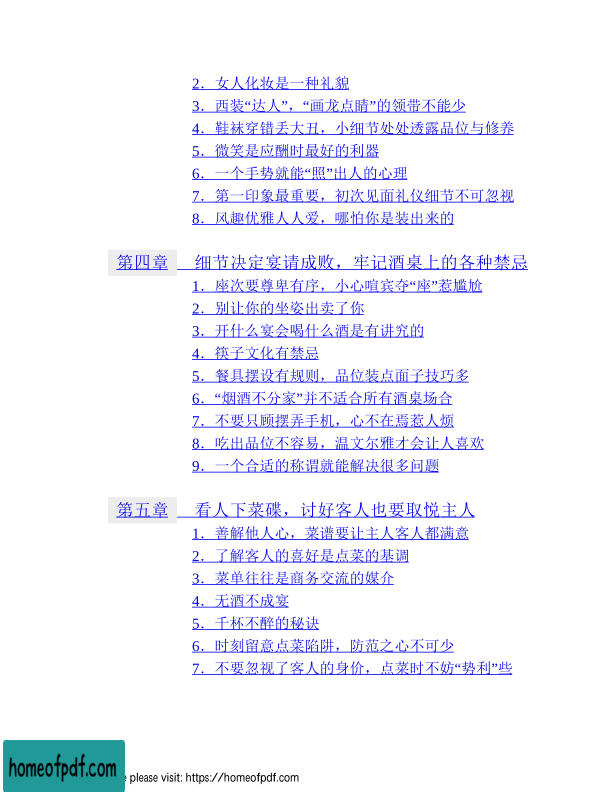 2．女人化妆是一种礼貌
3．西装“达人”，“画龙点睛”的领带不能少
4．鞋袜穿错丢大丑，小细节处处透露品位与修养
5．微笑是应酬时最好的利器
6．一个手势就能“照”出人的心理
7．第一印象最重要，初次见面礼仪细节不可忽视
8．风趣优雅人人爱，哪怕你是装出来的
第四章　细节决定宴请成败，牢记酒桌上的各种禁忌
1．座次要尊卑有序，小心喧宾夺“座”惹尴尬
2．别让你的坐姿出卖了你
3．开什么宴会喝什么酒是有讲究的
4．筷子文化有禁忌
5．餐具摆设有规则，品位装点面子技巧多
6．“烟酒不分家”并不适合所有酒桌场合
7．不要只顾摆弄手机，心不在焉惹人烦
8．吃出品位不容易，温文尔雅才会让人喜欢
9．一个合适的称谓就能解决很多问题
第五章　看人下菜碟，讨好客人也要取悦主人
1．善解他人心，菜谱要让主人客人都满意
2．了解客人的喜好是点菜的基调
3．菜单往往是商务交流的媒介
4．无酒不成宴
5．千杯不醉的秘诀
6．时刻留意点菜陷阱，防范之心不可少
7．不要忽视了客人的身价，点菜时不妨“势利”些
homeofpdf.com
please visit: https://homeofpdf.com